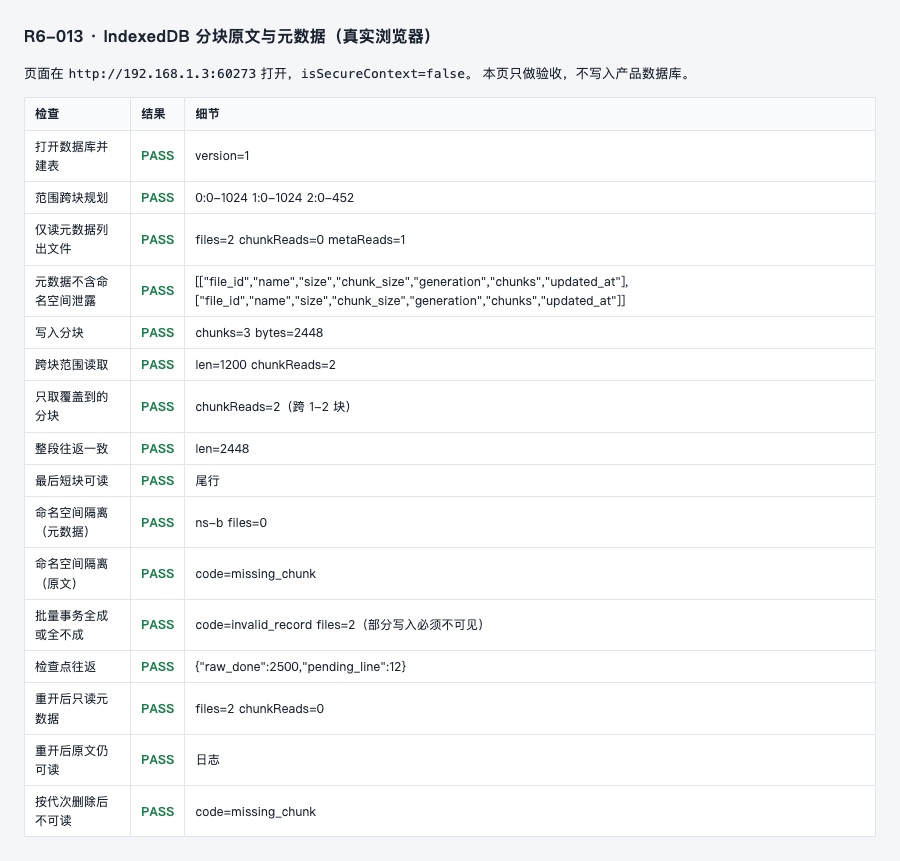 R6-013 · IndexedDB 分块原文与元数据（真实浏览器）
页面在 http://192.168.1.3:60273 打开，isSecureContext=false。 本页只做验收，不写入产品数据库。
检查 结果 细节
打开数据库并
建表
PASS
version=1
范围跨块规划 PASS 0:0-1024 1:0-1024 2:0-452
仅读元数据列
出文件
PASS
files=2 chunkReads=0 metaReads=1
元数据不含命
名空间泄露
PASS
[["file_id","name","size","chunk_size","generation","chunks","updated_at"],
["file_id","name","size","chunk_size","generation","chunks","updated_at"]]
写入分块 PASS chunks=3 bytes=2448
跨块范围读取 PASS len=1200 chunkReads=2
只取覆盖到的
分块
PASS
chunkReads=2（跨 1-2 块）
整段往返一致 PASS len=2448
最后短块可读 PASS 尾行
命名空间隔离
（元数据）
PASS
ns-b files=0
命名空间隔离
（原文）
PASS
code=missing_chunk
批量事务全成
或全不成
PASS
code=invalid_record files=2（部分写入必须不可见）
检查点往返 PASS {"raw_done":2500,"pending_line":12}
重开后只读元
数据
PASS
files=2 chunkReads=0
重开后原文仍
可读
PASS
日志
按代次删除后
不可读
PASS
code=missing_chunk